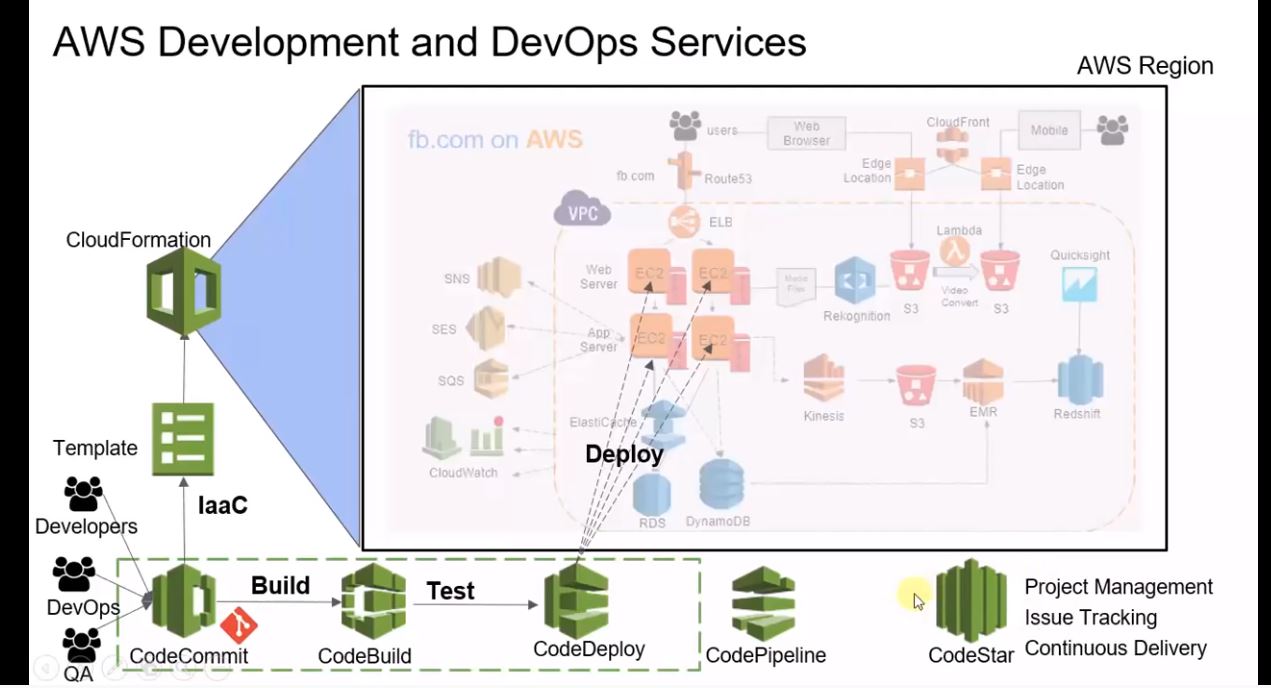 AWS Development and DevOps Services
AWS Region
fb.com on AWS
users
Web
Browser
CloudFront
Mobile
fb.com
Route53
Edge
Location
Edge
Location
VPC
ELB
CloudFormation
SNS
Web
Server
EC2
EC2
Media
Files
Rekognition
S3
Lambda
Video
Convert
S3
Quicksight
SES
App
Server
EC2
EC2
SQS
Kinesis
S3
EMR
Redshift
ElastiCache
CloudWatch
Deploy
RDS
DynamoDB
Template
IaaC
Developers
DevOps
QA
Build
Test
CodeCommit
CodeBuild
CodeDeploy
CodePipeline
CodeStar
Project Management
Issue Tracking
Continuous Delivery